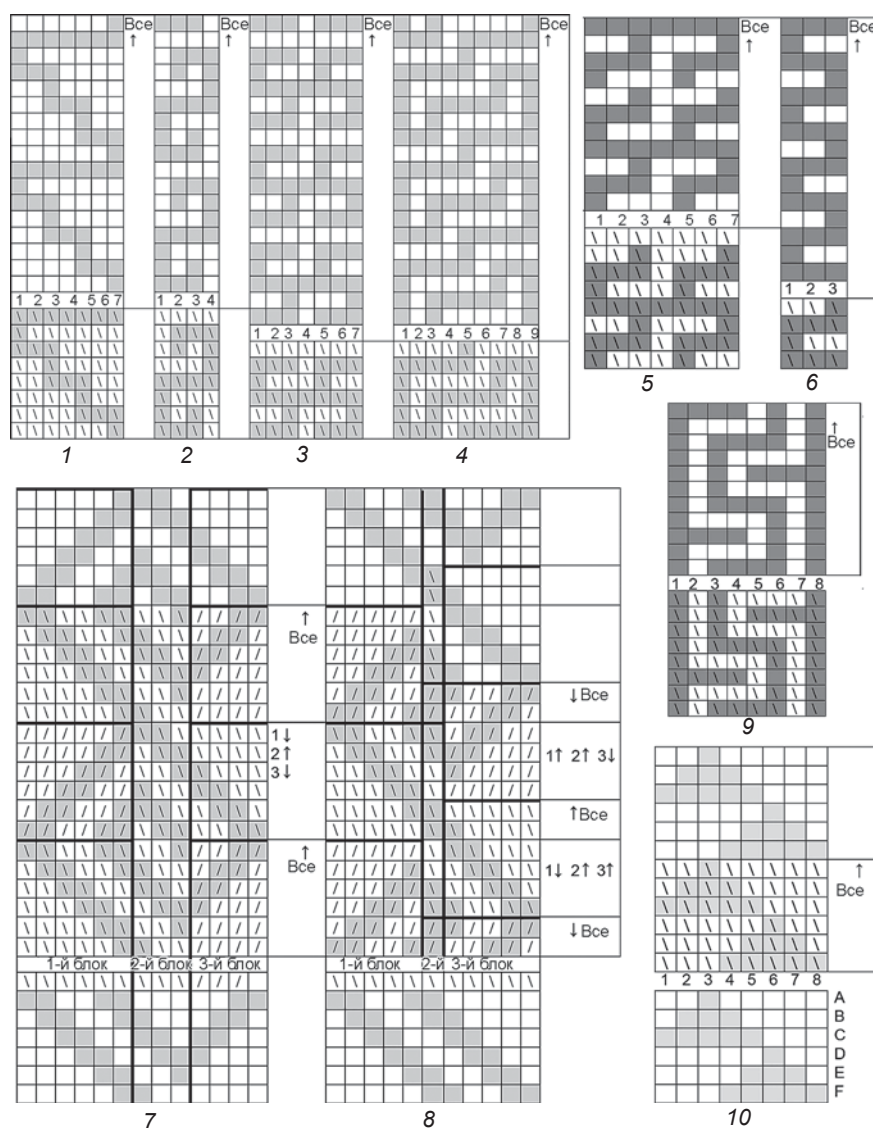 Все
↑
Все
↑
Все
↑
Все
↑
Все
↑
Все
↑
1 2 3 4 5 6 7
1 2 3 4
1 2 3 4 5 6 7
1 2 3 4 5 6 7 8 9
1 2 3 4 5 6 7
1 2 3
1
2
3
4
5
6
↑
Все
1 2 3 4 5 6 7 8
9
↑
Все
1↓
2↑
3↓
↑
Все
1-й блок 2-й блок 3-й блок
7
↓Все
1↑ 2↑ 3↓
↑Все
1↓ 2↑ 3↑
↓Все
1-й блок 2-й 3-й блок
8
↑
Все
1 2 3 4 5 6 7 8
A
B
C
D
E
F
10